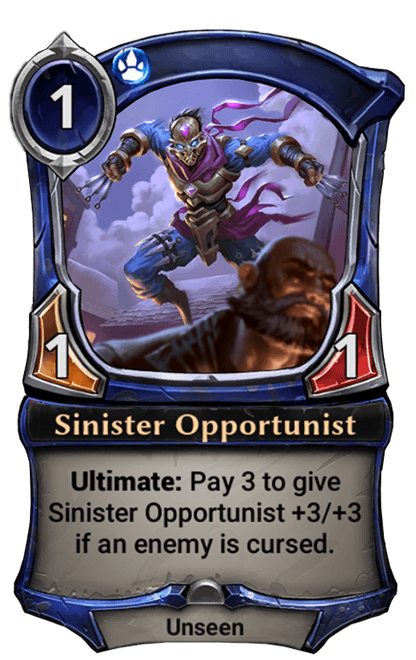 1
1
1
Sinister Opportunist
Ultimate: Pay 3 to give
Sinister Opportunist +3/+3
if an enemy is cursed.
Unseen